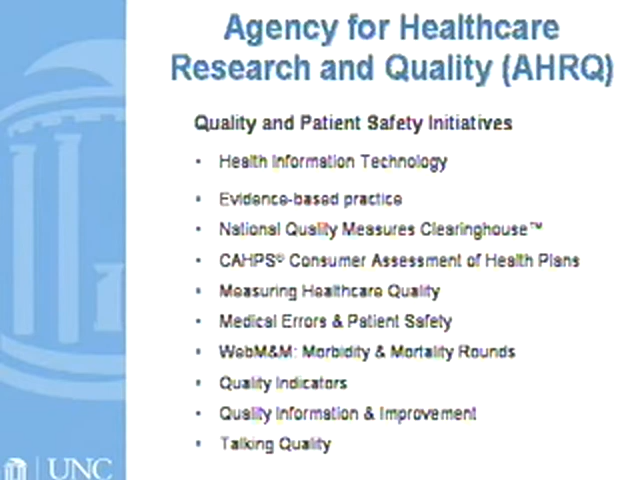 Agency for Healthcare
Research and Quality (AHRQ)
Quality and Patient Safety Initiatives
• Health Information Technology
• Evidence-based practice
• National Quality Measures Clearinghouse™
• CAHPS® Consumer Assessment of Health Plans
• Measuring Healthcare Quality
• Medical Errors & Patient Safety
• WebM&M: Morbidity & Mortality Rounds
• Quality Indicators
• Quality Information & Improvement
• Talking Quality
UNC